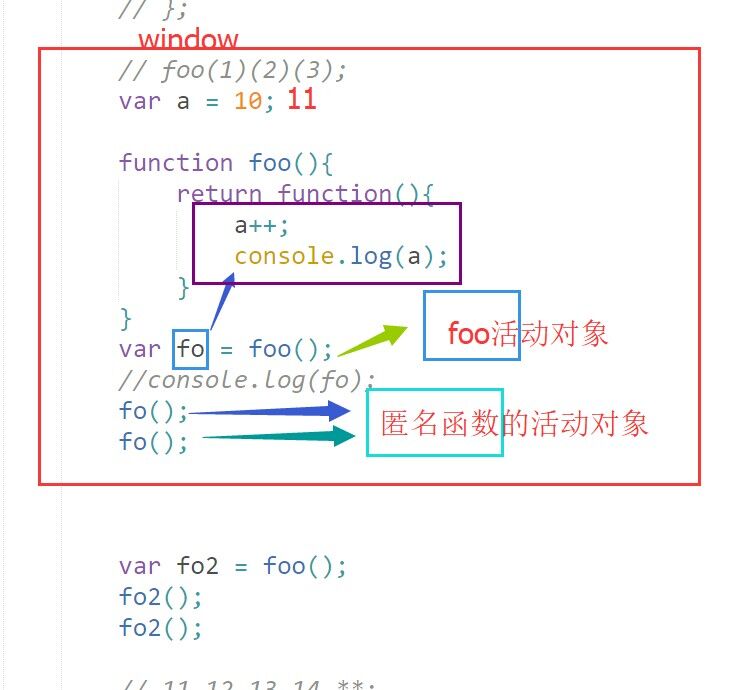 // };
window
// foo(1)(2)(3);
var a = 10; 11
function foo(){
return function(){
a++;
console.log(a);
}
}
var fo = foo(); foo活动对象
//console.log(fo);
fo(); 匿名函数的活动对象
fo();
var fo2 = foo();
fo2();
fo2();
// 11 12 13 14 **;